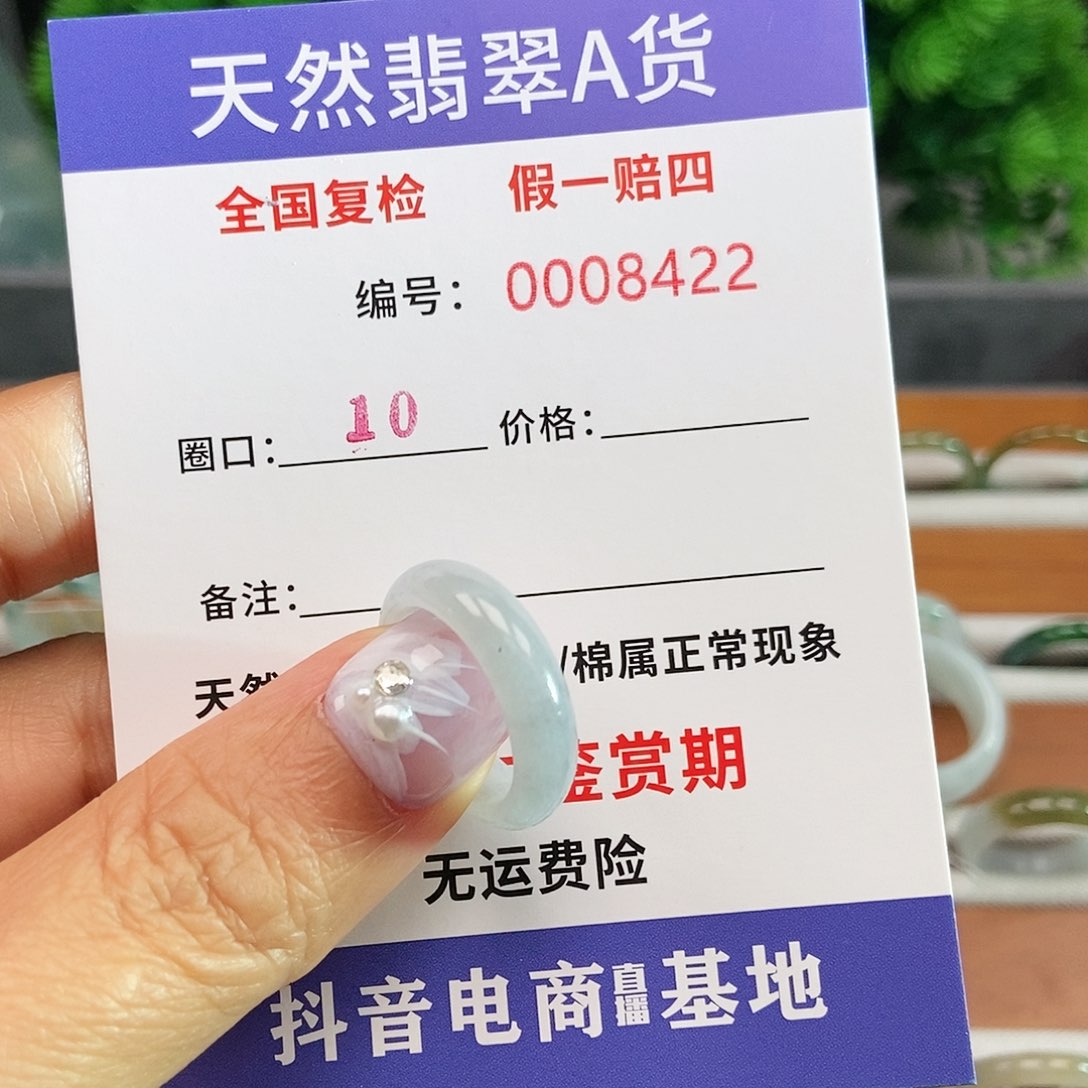 天然翡翠A货
全国复检 假一赔四
编号: 0008422
圈口: 10 价格:
备注:
天然 /棉属正常现象
鉴赏期
无运费险
抖音电商直播基地